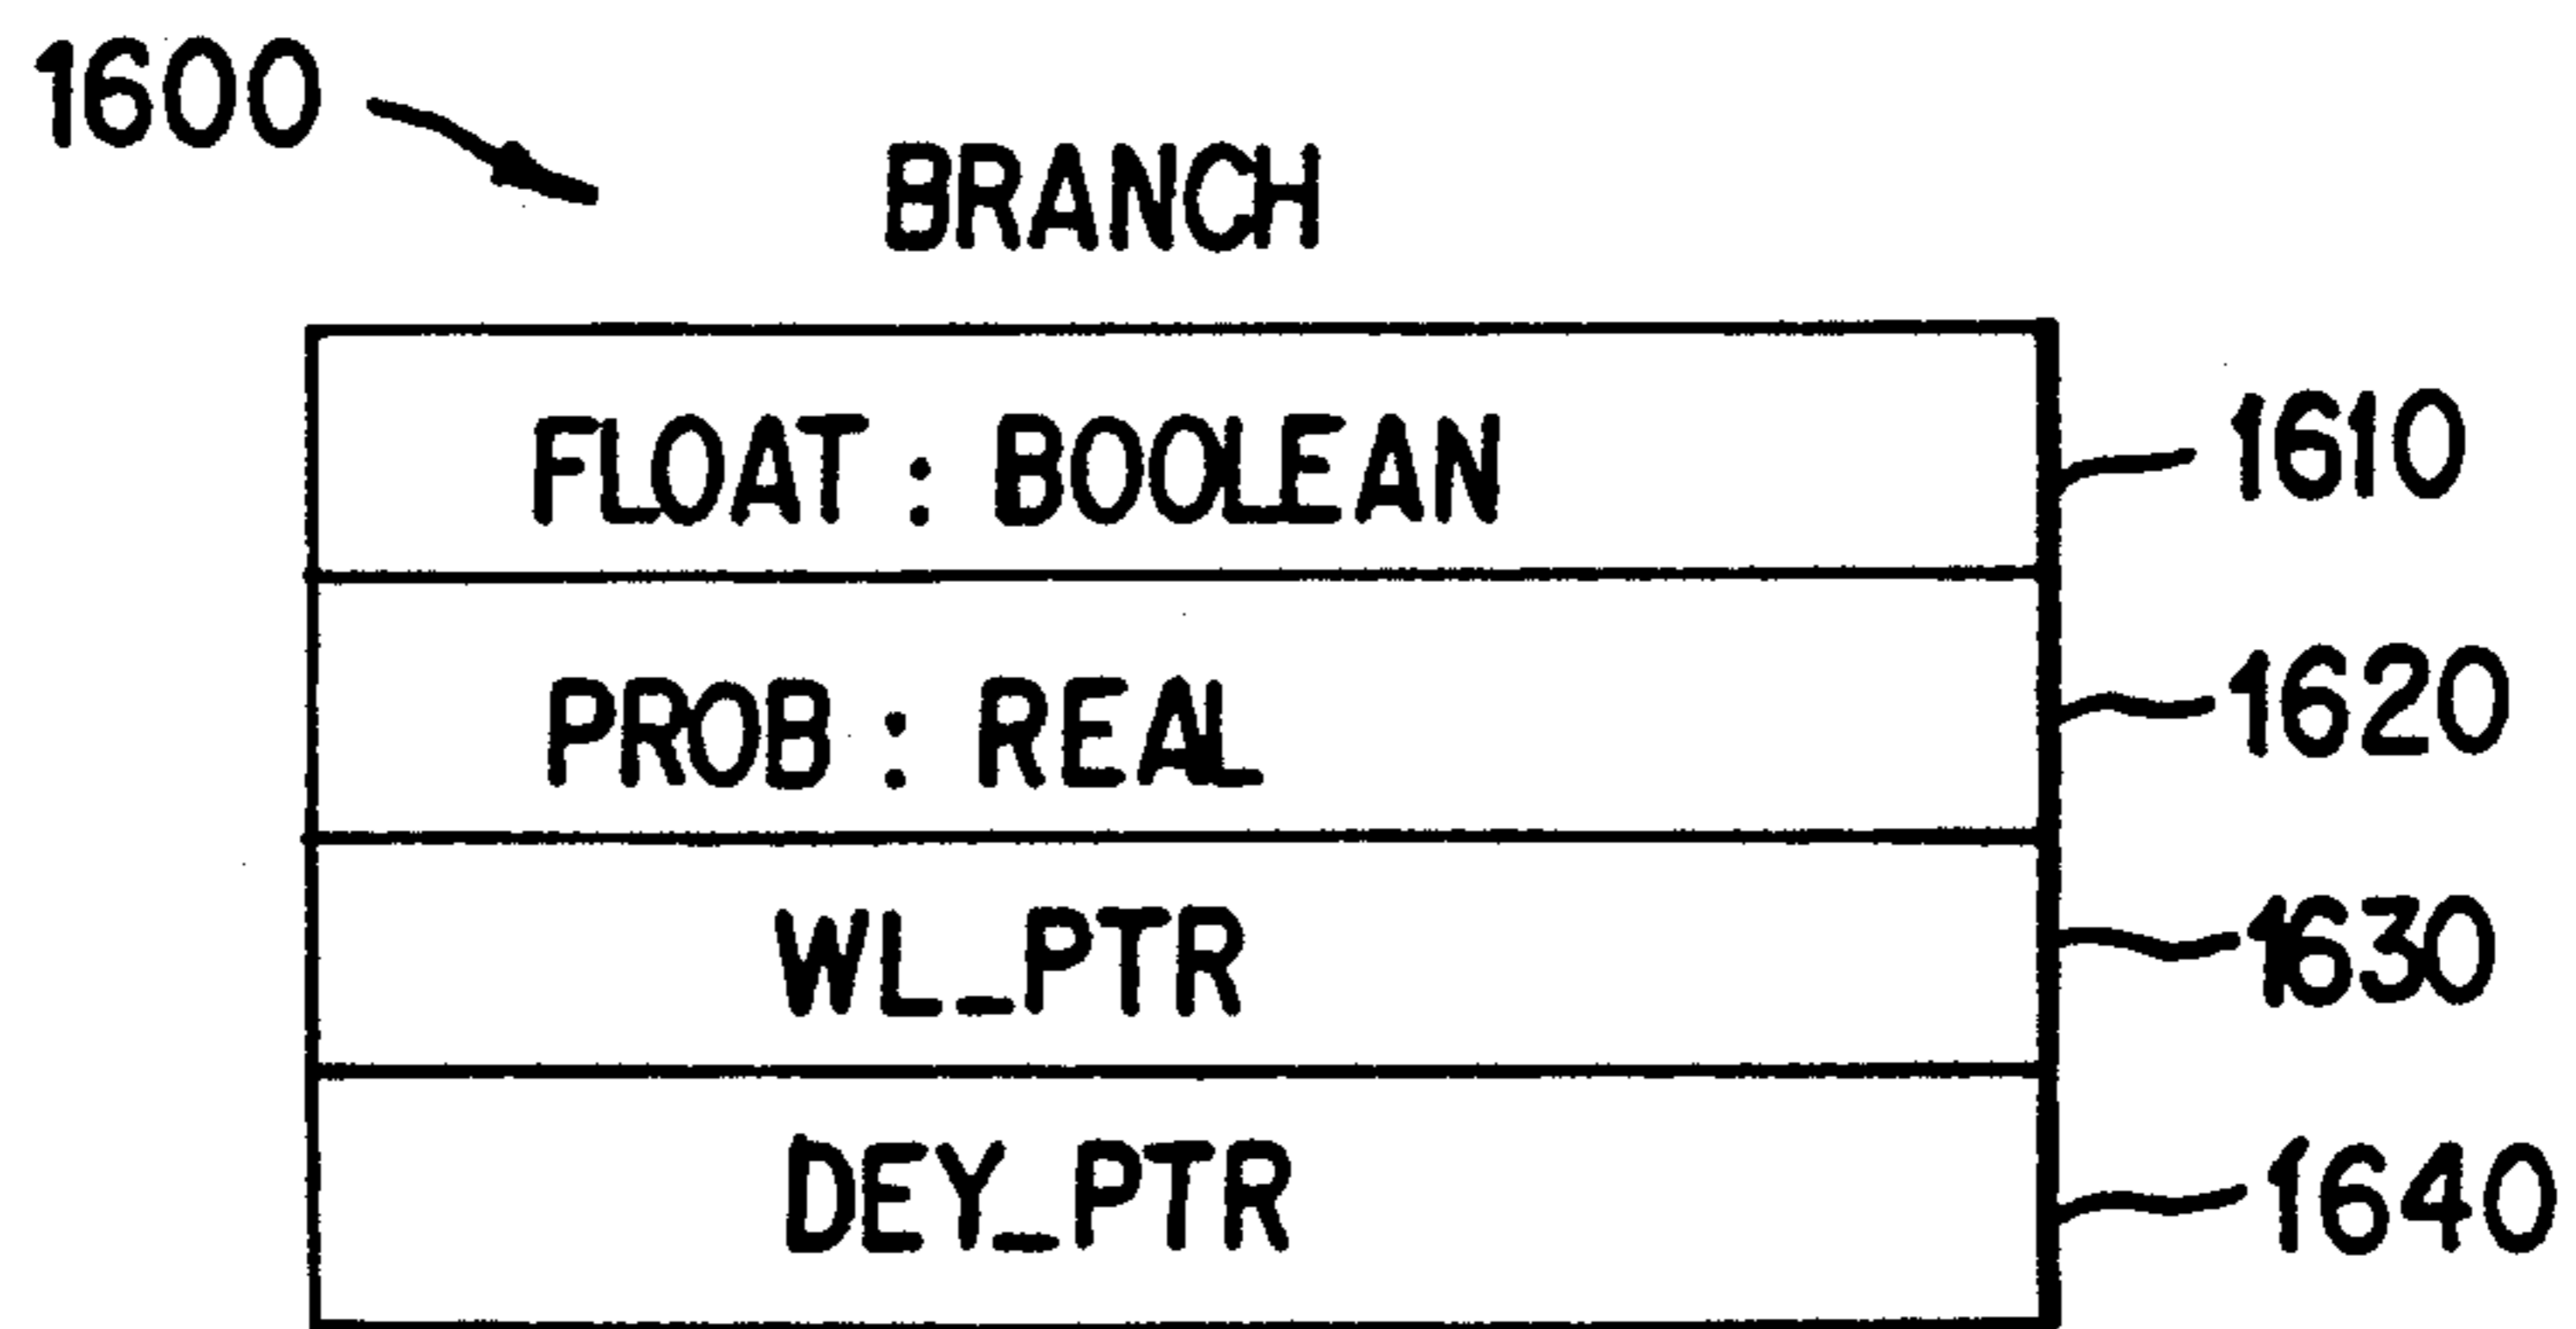 1600
BRANCH
FLOAT : BOOLEAN 1610
PROB : REAL 1620
WL_PTR 1630
DEY_PTR 1640